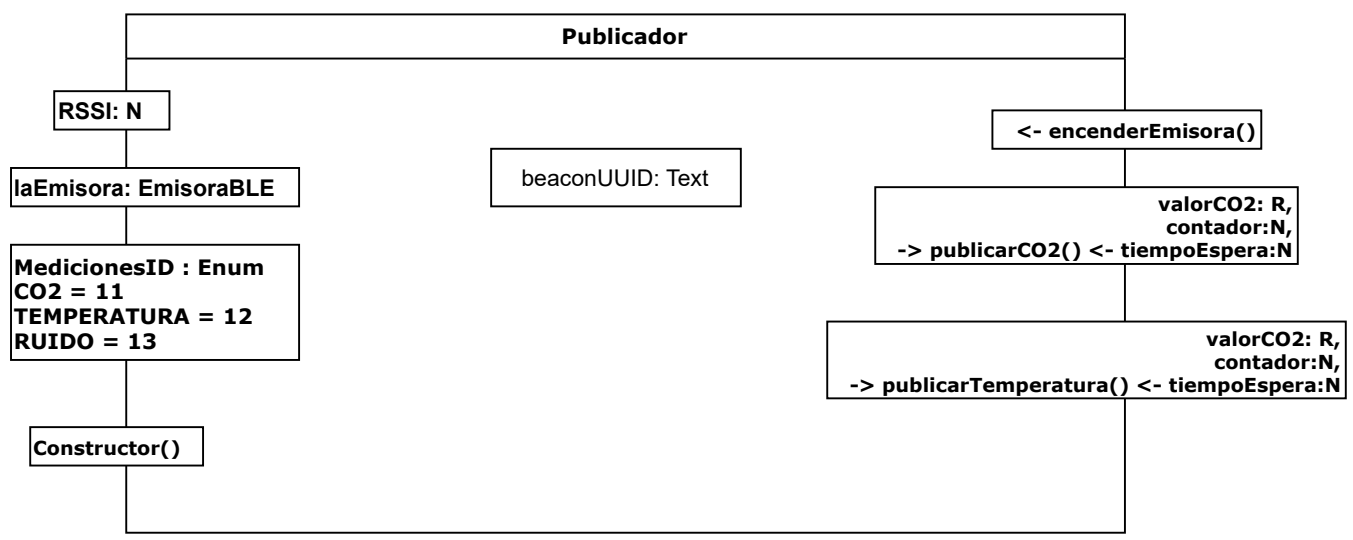 Publicador
RSSI: N
laEmisora: EmisoraBLE
MedicionesID : Enum
CO2 = 11
TEMPERATURA = 12
RUIDO = 13
Constructor()
beaconUUID: Text
<- encenderEmisora()
valorCO2: R,
contador:N,
-> publicarCO2() <- tiempoEspera:N
valorCO2: R,
contador:N,
-> publicarTemperatura() <- tiempoEspera:N